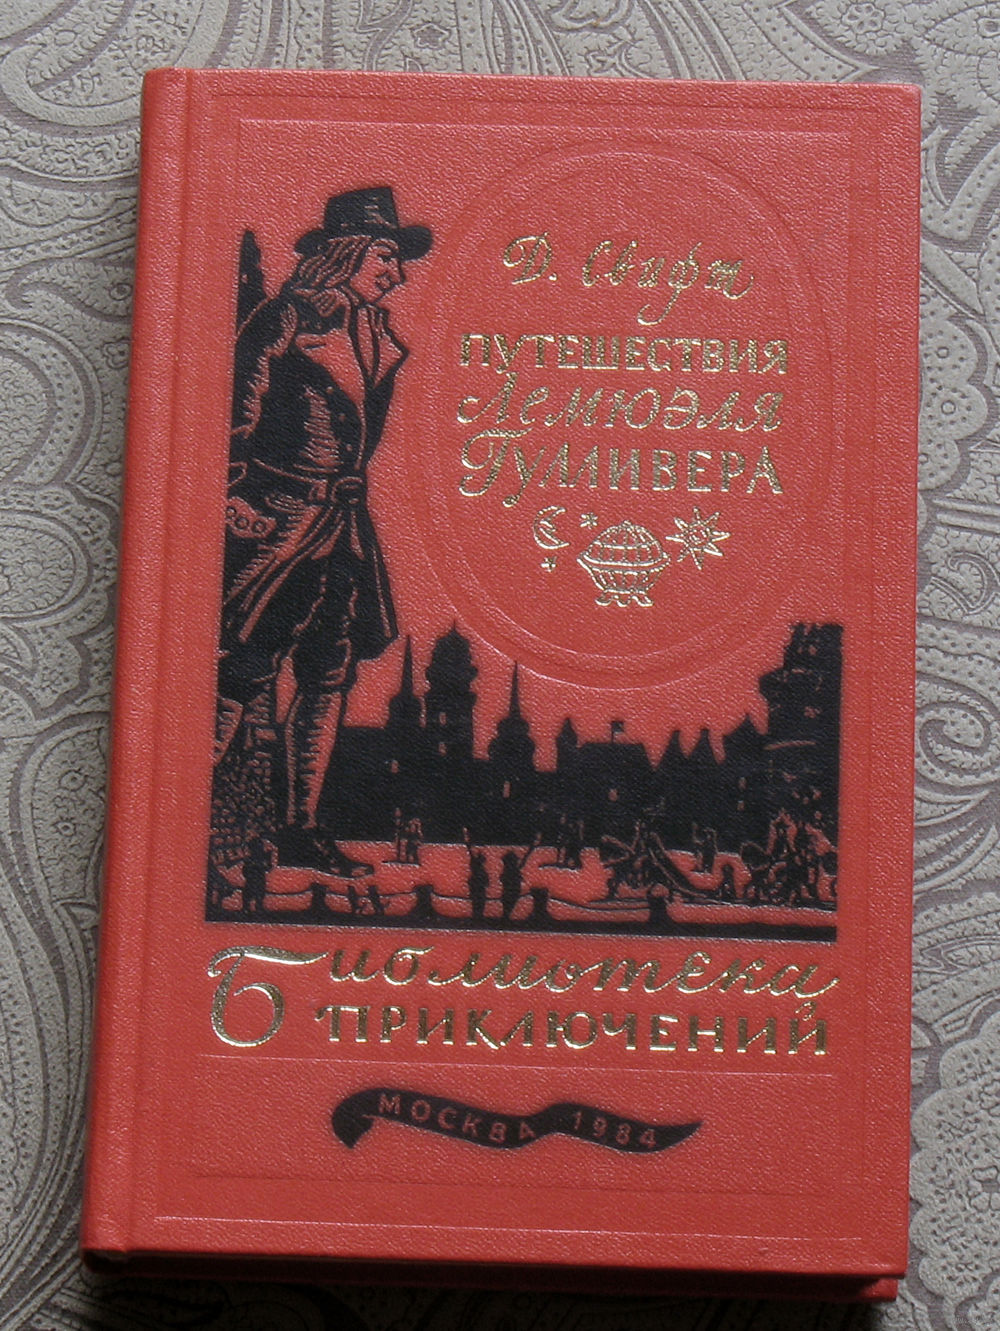 Д. Свифт
ПУТЕШЕСТВИЯ
Лемюэля
Гулливера
Библиотека
ПРИКЛЮЧЕНИЙ
МОСКВА 1984